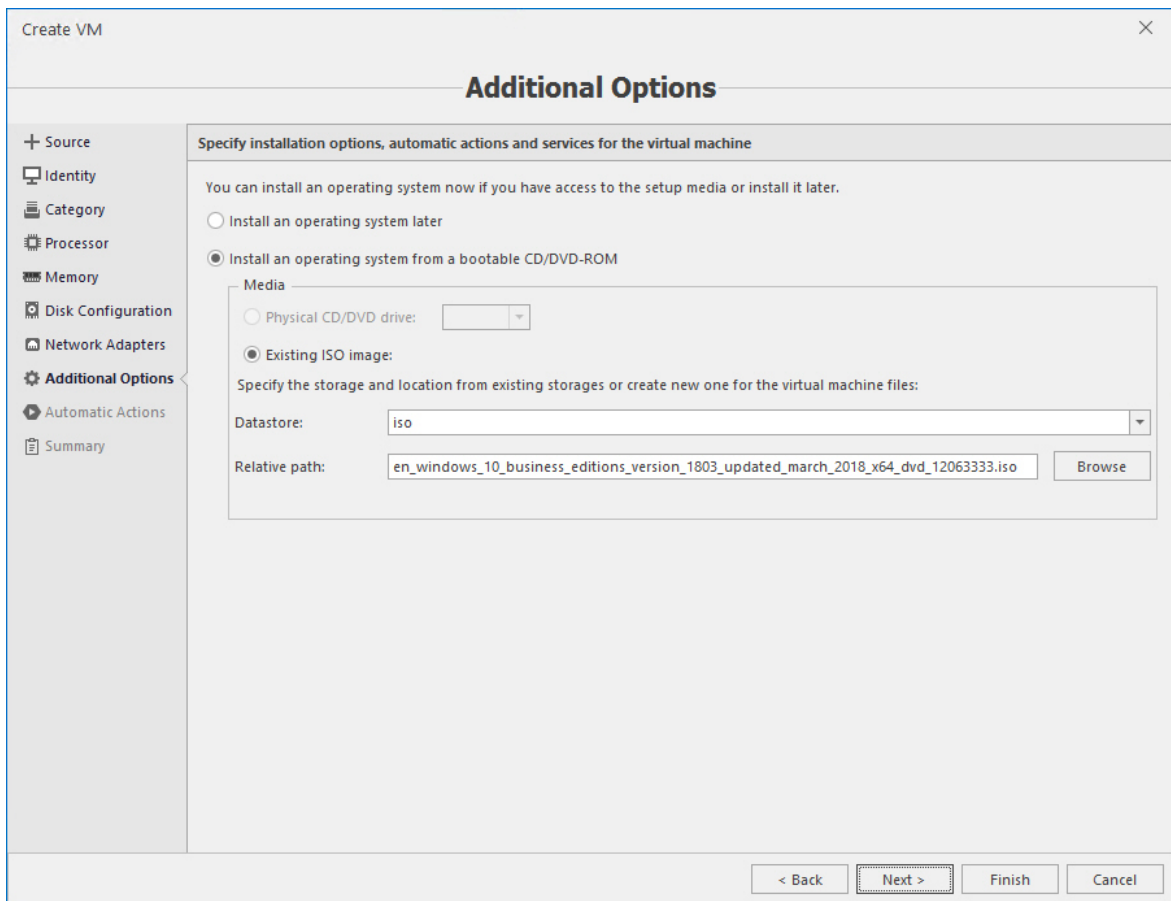 Create VM
Additional Options
Source
Identity
Category
Processor
Memory
Disk Configuration
Network Adapters
Additional Options
Automatic Actions
Summary
Specify installation options, automatic actions and services for the virtual machine
You can install an operating system now if you have access to the setup media or install it later.
Install an operating system later
Install an operating system from a bootable CD/DVD-ROM
Media
Physical CD/DVD drive:
Existing ISO image:
Specify the storage and location from existing storages or create new one for the virtual machine files:
Datastore: iso
Relative path: en_windows_10_business_editions_version_1803_updated_march_2018_x64_dvd_12063333.iso Browse
< Back Next > Finish Cancel